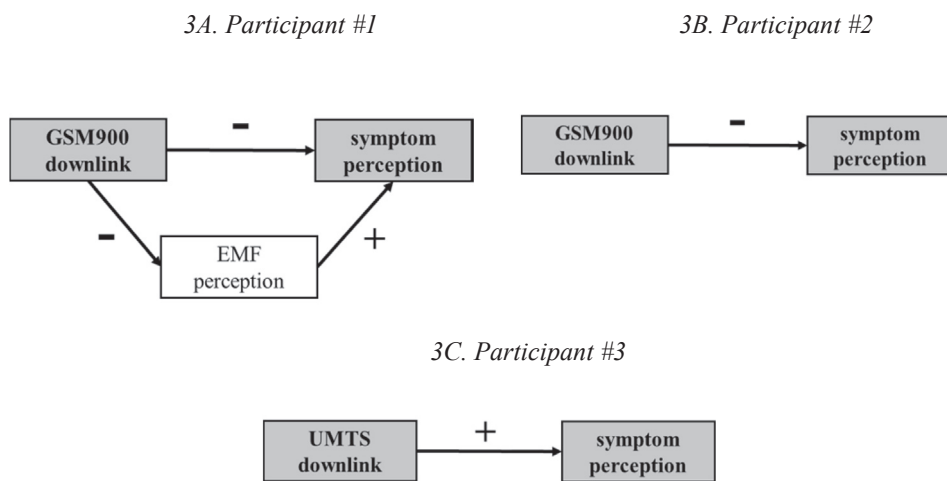 3A. Participant #1
3B. Participant #2
GSM900
downlink
-
symptom
perception
-
EMF
perception
+
GSM900
downlink
-
symptom
perception
3C. Participant #3
UMTS
downlink
+
symptom
perception